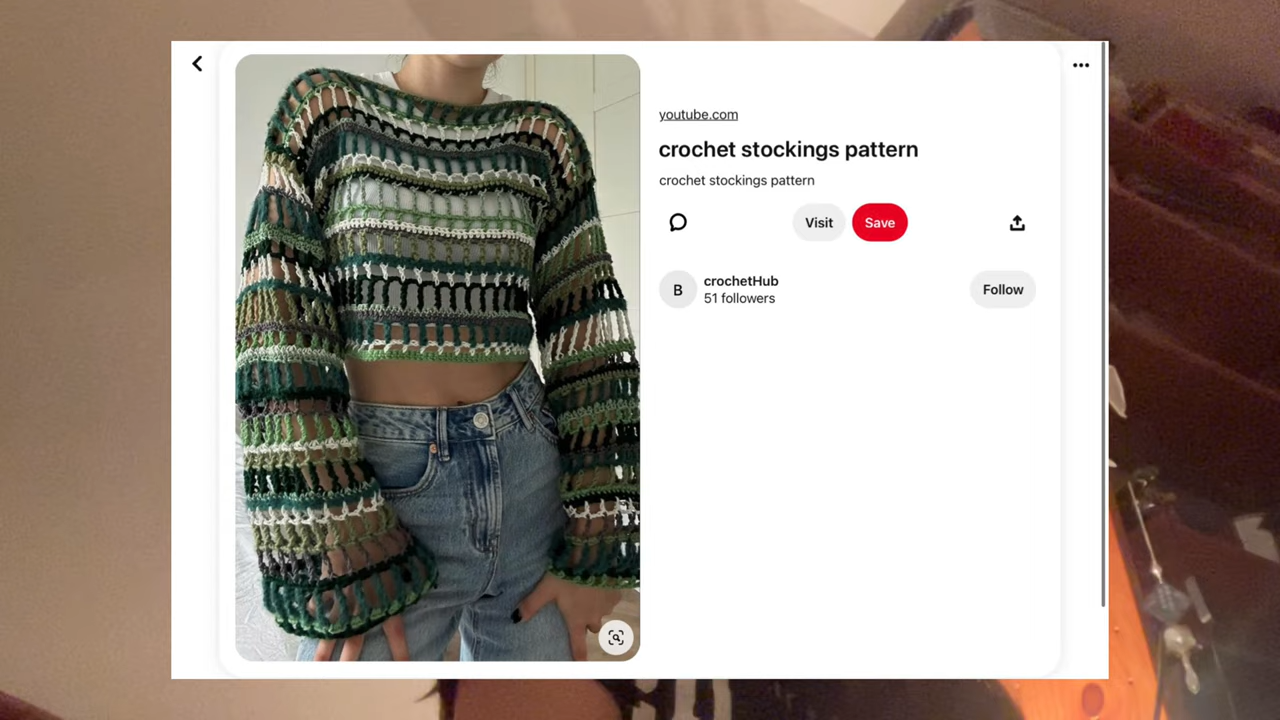 youtube.com
crochet stockings pattern
crochet stockings pattern
Visit
Save
B
crochetHub
51 followers
Follow